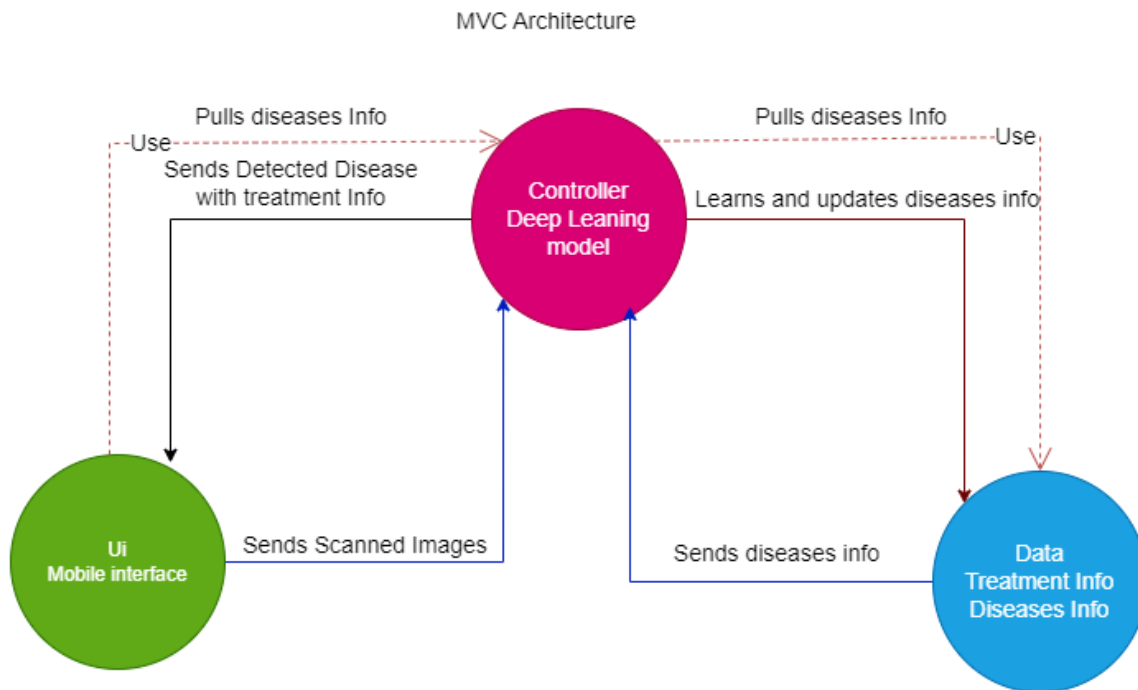 MVC Architecture
Pulls diseases Info
Use
Sends Detected Disease
with treatment Info
Controller
Deep Leaning
model
Pulls diseases Info
Use
Learns and updates diseases info
Ui
Mobile interface
Sends Scanned Images
Sends diseases info
Data
Treatment Info
Diseases Info